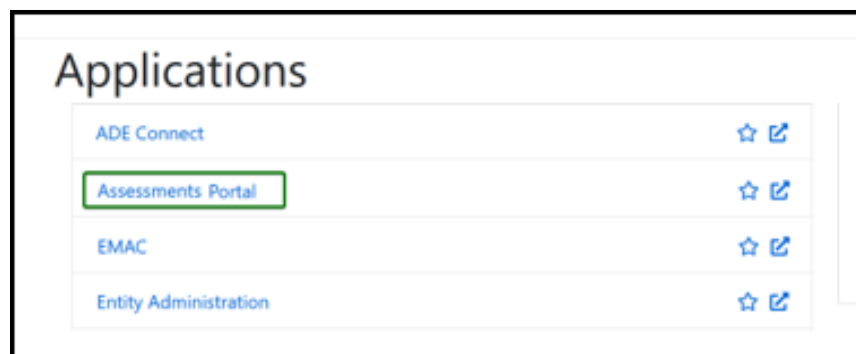 Applications
ADE Connect
Assessments Portal
EMAC
Entity Administration